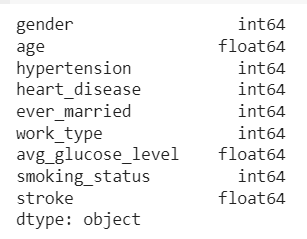 gender int64
age float64
hypertension int64
heart_disease int64
ever_married int64
work_type int64
avg_glucose_level float64
smoking_status int64
stroke float64
dtype: object